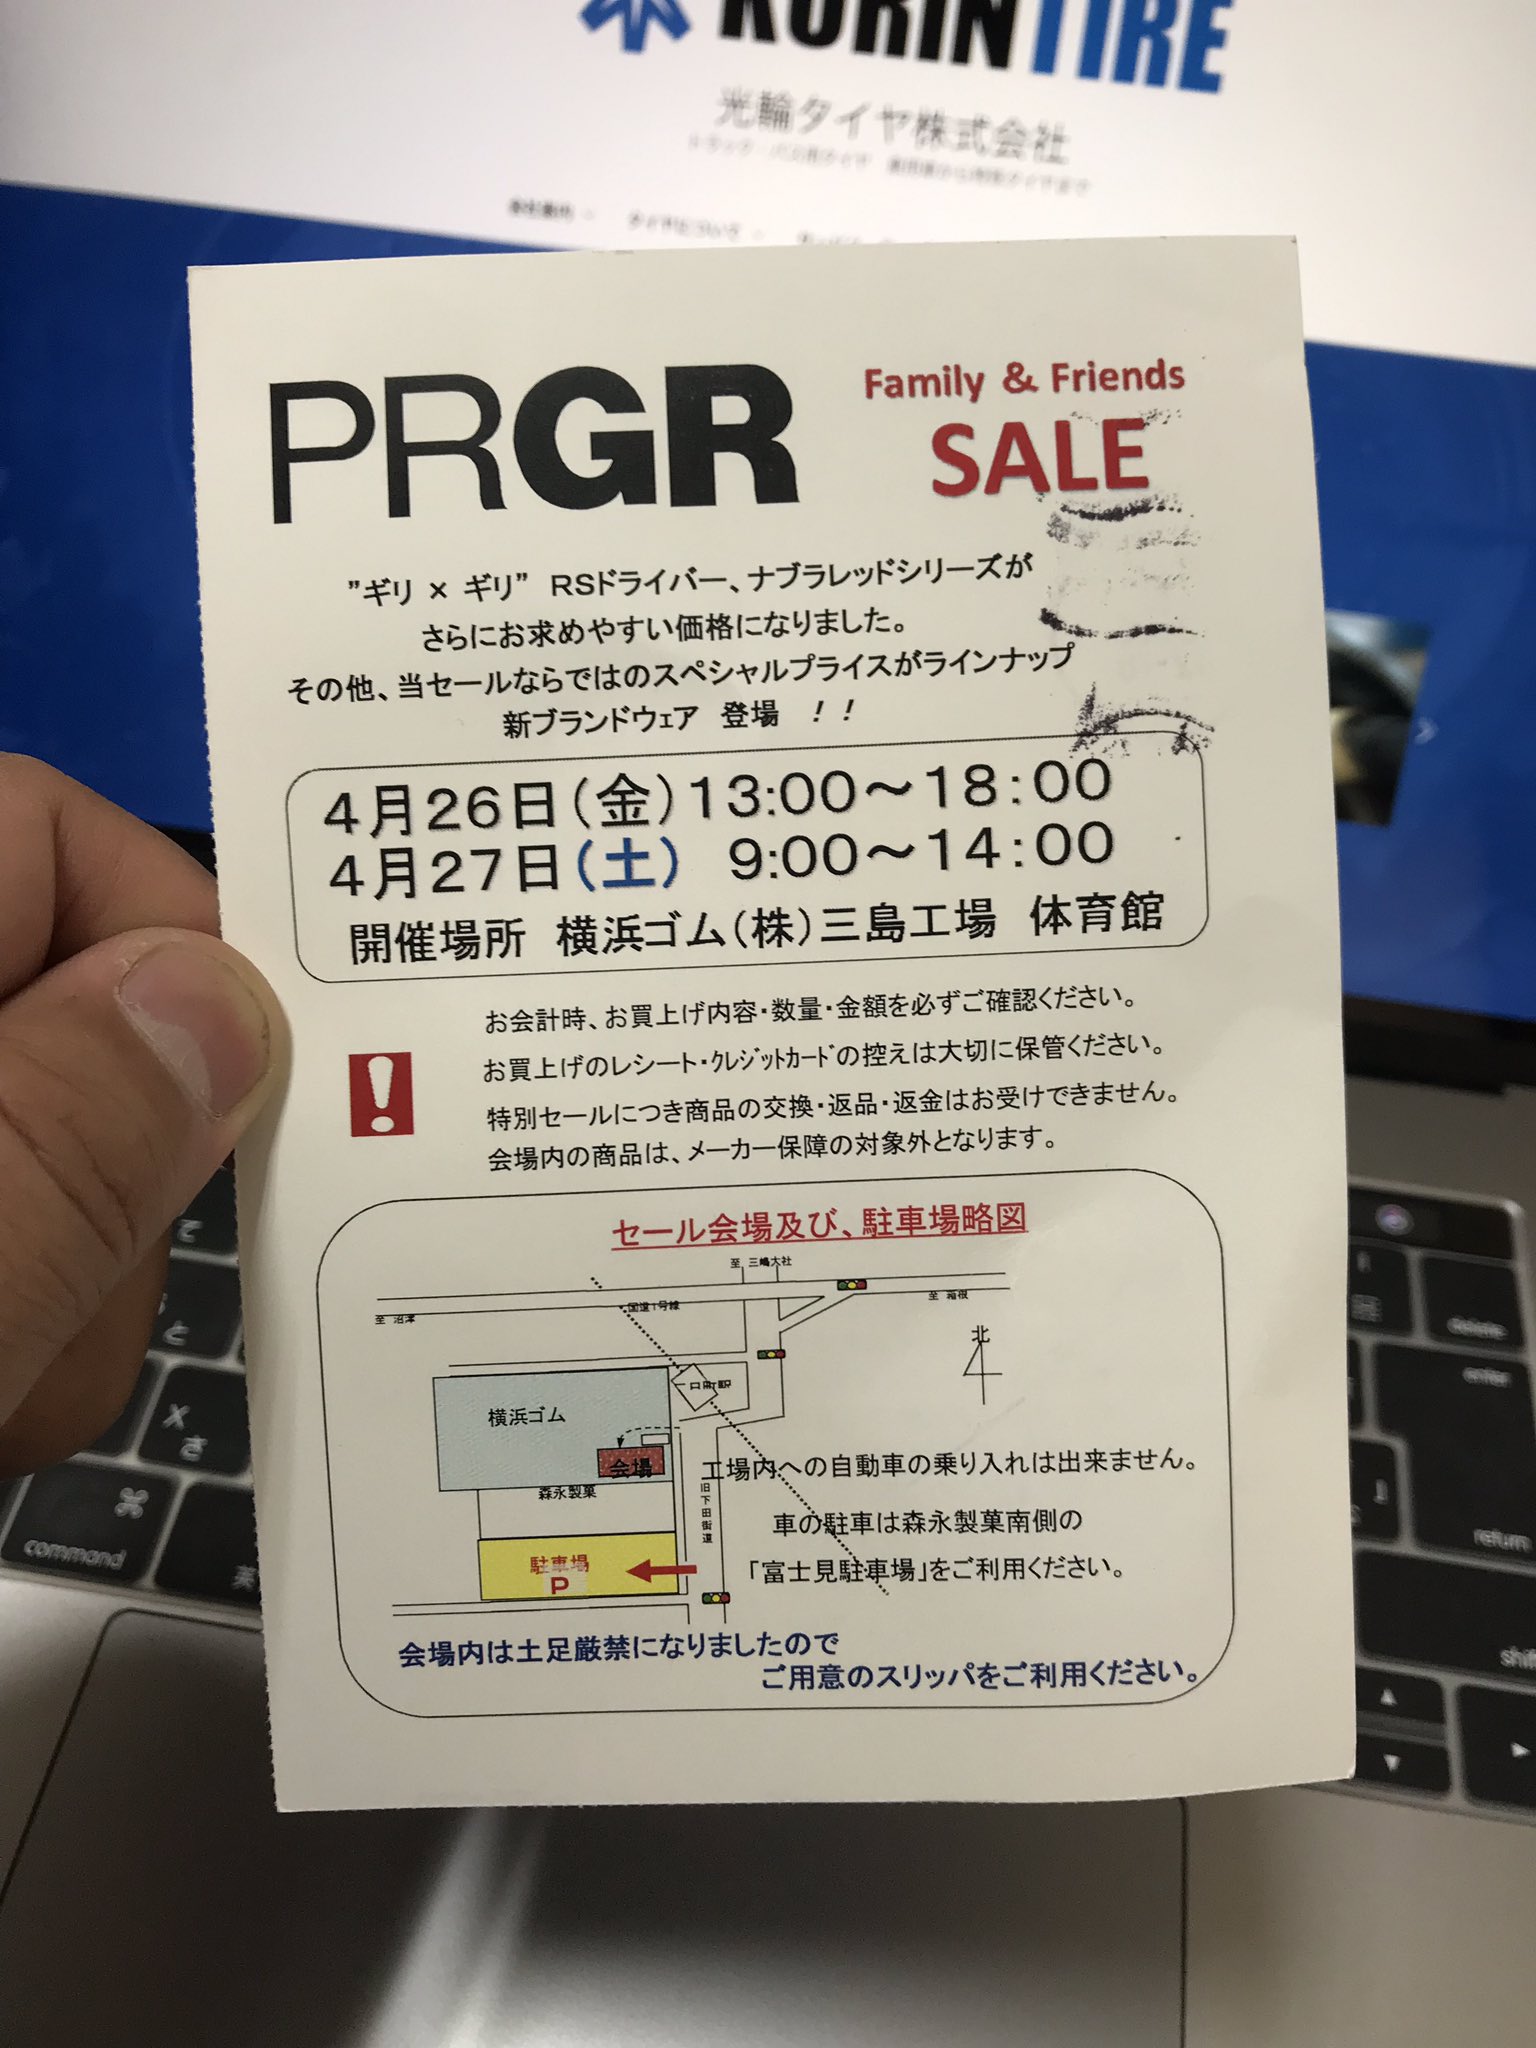 KORINTIRE
光輪タイヤ株式会社
PRGR
Family & Friends
SALE
”ギリ × ギリ” RSドライバー、ナブラレッドシリーズが
さらにお求めやすい価格になりました。
その他、当セールならではのスペシャルプライスがラインナップ
新ブランドウェア 登場 !!
4月26日(金)13:00～18:00
4月27日(土) 9:00～14:00
開催場所 横浜ゴム(株)三島工場 体育館
お会計時、お買上げ内容・数量・金額を必ずご確認ください。
お買上げのレシート・ｸﾚｼﾞｯﾄｶｰﾄﾞの控えは大切に保管ください。
特別セールにつき商品の交換・返品・返金はお受けできません。
会場内の商品は、メーカー保障の対象外となります。
セール会場及び、駐車場略図
至 三嶋大社
国道1号線
至 沼津
至 箱根
北
口町駅
横浜ゴム
会場
森永製菓
旧下田街道
駐車場
P
工場内への自動車の乗り入れは出来ません。
車の駐車は森永製菓南側の
「富士見駐車場」をご利用ください。
会場内は土足厳禁になりましたので
ご用意のスリッパをご利用ください。
て
と
X
さ
command
英
delete
enter
return
shift